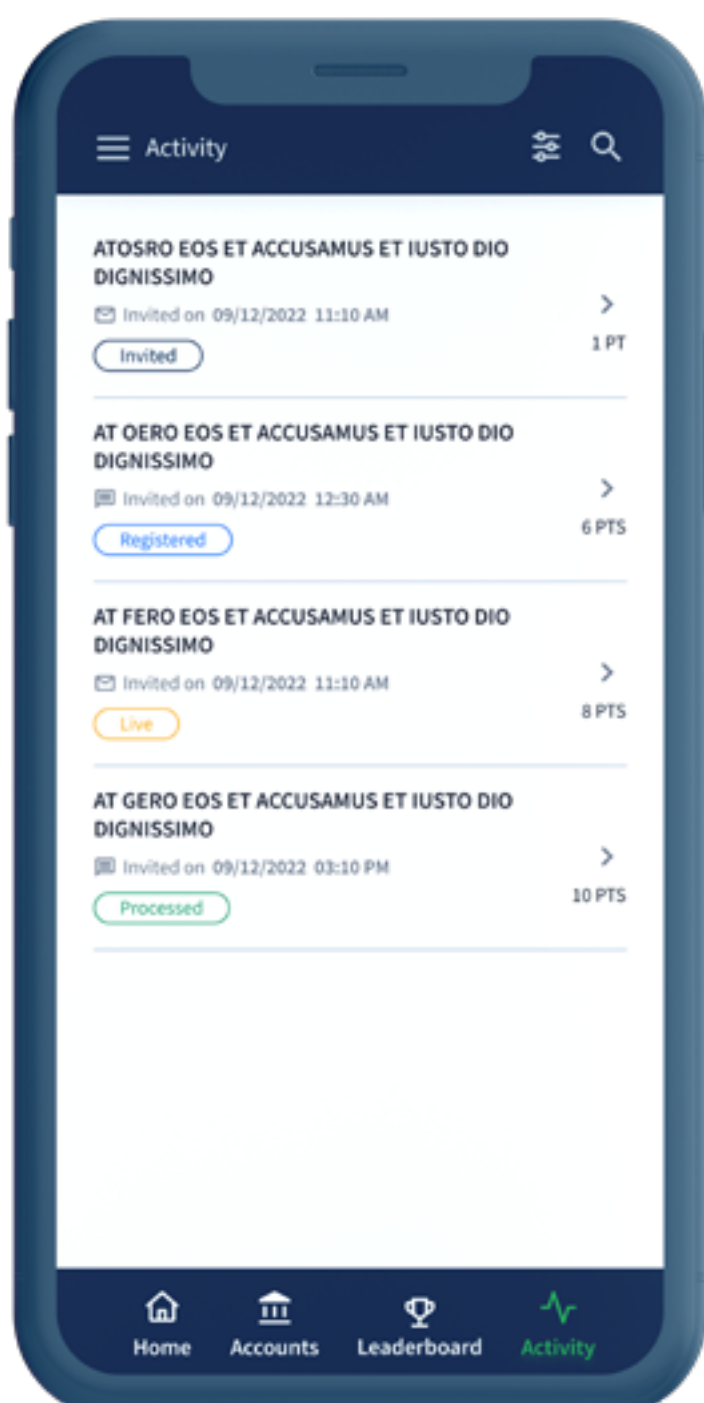 Activity
ATOSRO EOS ET ACCUSAMUS ET IUSTO DIO
DIGNISSIMO
Invited on 09/12/2022 11:10 AM
Invited
1 PT
AT OERO EOS ET ACCUSAMUS ET IUSTO DIO
DIGNISSIMO
Invited on 09/12/2022 12:30 AM
Registered
6 PTS
AT FERO EOS ET ACCUSAMUS ET IUSTO DIO
DIGNISSIMO
Invited on 09/12/2022 11:10 AM
Live
8 PTS
AT GERO EOS ET ACCUSAMUS ET IUSTO DIO
DIGNISSIMO
Invited on 09/12/2022 03:10 PM
Processed
10 PTS
Home Accounts Leaderboard Activity